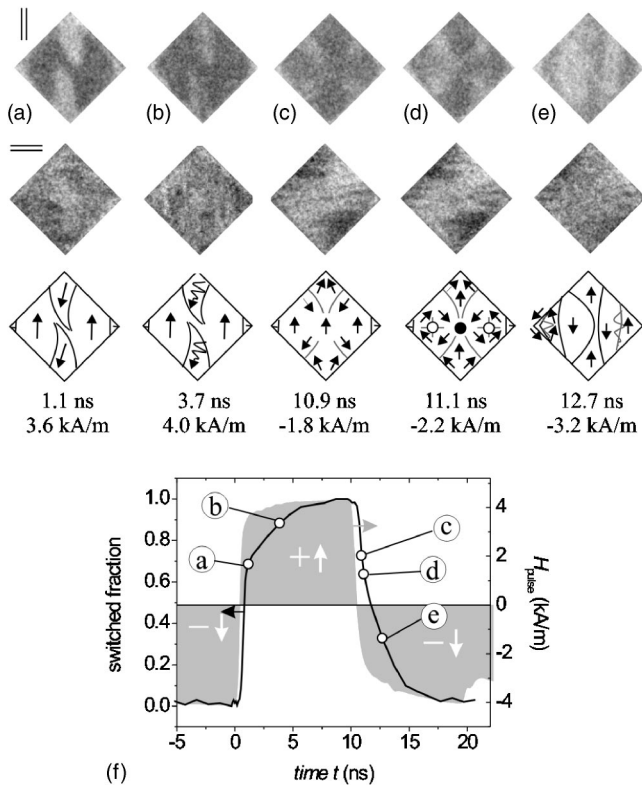 (a) (b) (c) (d) (e)
1.1 ns 3.7 ns 10.9 ns 11.1 ns 12.7 ns
3.6 kA/m 4.0 kA/m -1.8 kA/m -2.2 kA/m -3.2 kA/m
1.0
0.8
0.6
0.4
0.2
0.0
switched fraction
a
b
c
d
e
+
−
−
4
2
0
-2
-4
H pulse (kA/m)
-5 0 5 10 15 20
time t (ns)
(f)